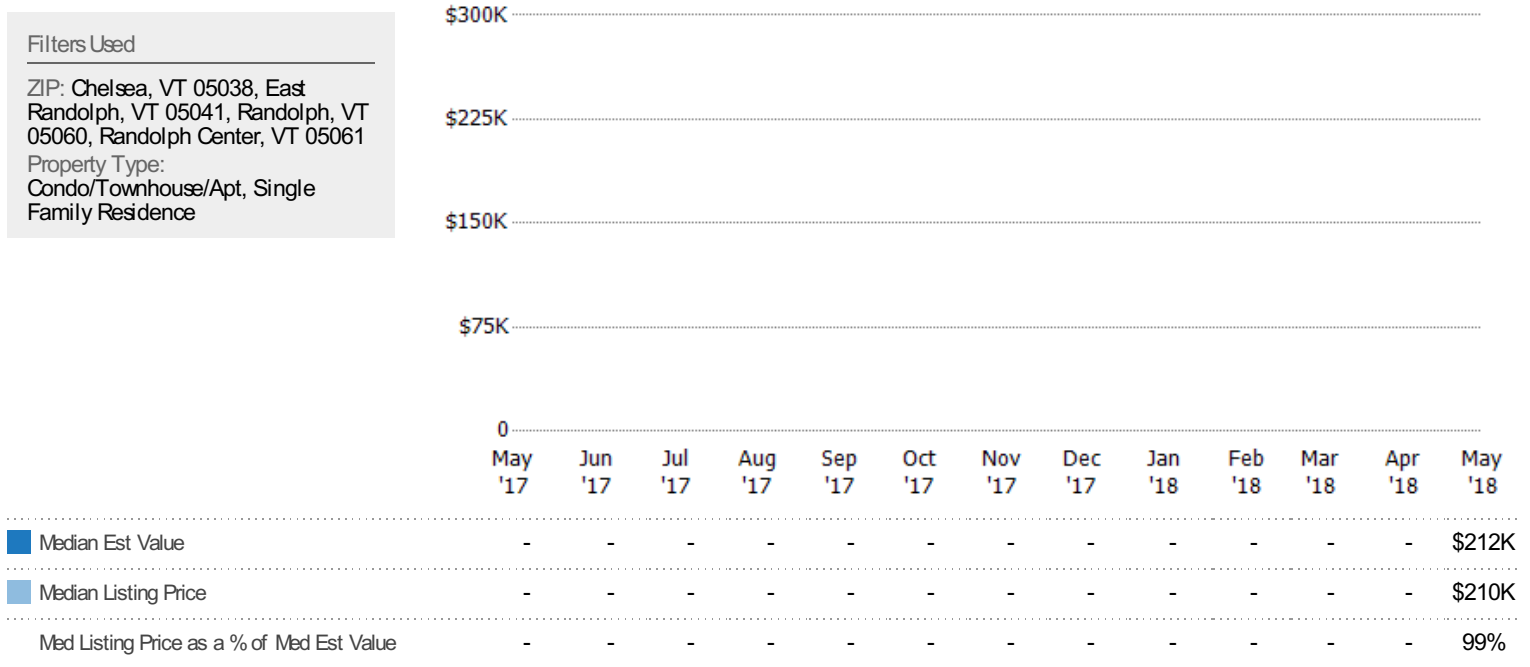 Filters Used
ZIP: Chelsea, VT 05038, East
Randolph, VT 05041, Randolph, VT
05060, Randolph Center, VT 05061
Property Type:
Condo/Townhouse/Apt, Single
Family Residence
$300K
$225K
$150K
$75K
0
May Jun Jul Aug Sep Oct Nov Dec Jan Feb Mar Apr May
'17 '17 '17 '17 '17 '17 '17 '17 '18 '18 '18 '18 '18
Median Est Value - - - - - - - - - - - - $212K
Median Listing Price - - - - - - - - - - - - $210K
Med Listing Price as a % of Med Est Value - - - - - - - - - - - - 99%